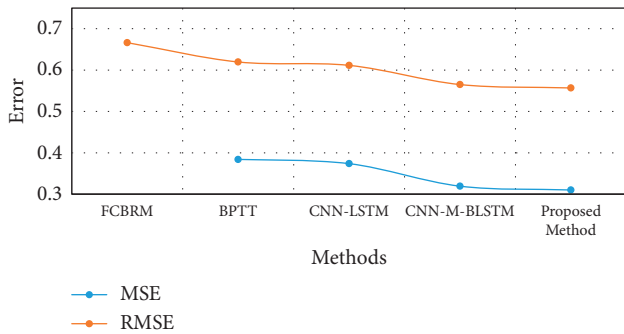 0.7
0.6
0.5
0.4
0.3
Error
FCBRM BPTT CNN-LSTM CNN-M-BLSTM Proposed
Method
Methods
MSE
RMSE